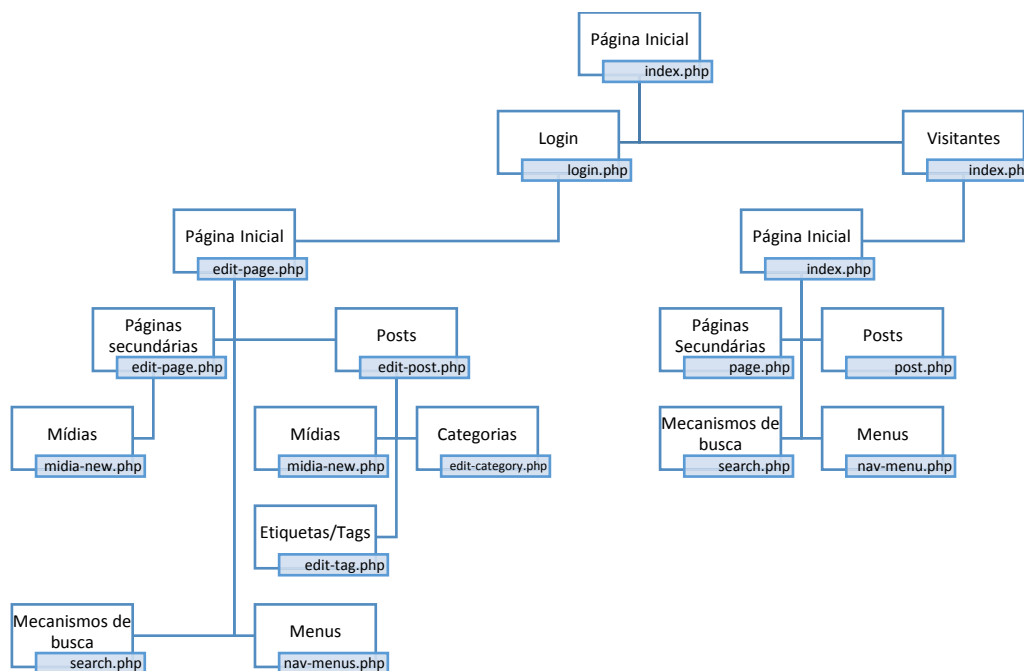 Página Inicial
index.php
Login
login.php
Visitantes
index.ph
Página Inicial
edit-page.php
Página Inicial
index.php
Páginas
secundárias
edit-page.php
Posts
edit-post.php
Páginas
Secundárias
page.php
Posts
post.php
Mídias
midia-new.php
Mídias
midia-new.php
Categorias
edit-category.php
Mecanismos de
busca
search.php
Menus
nav-menu.php
Etiquetas/Tags
edit-tag.php
Mecanismos de
busca
search.php
Menus
nav-menus.php